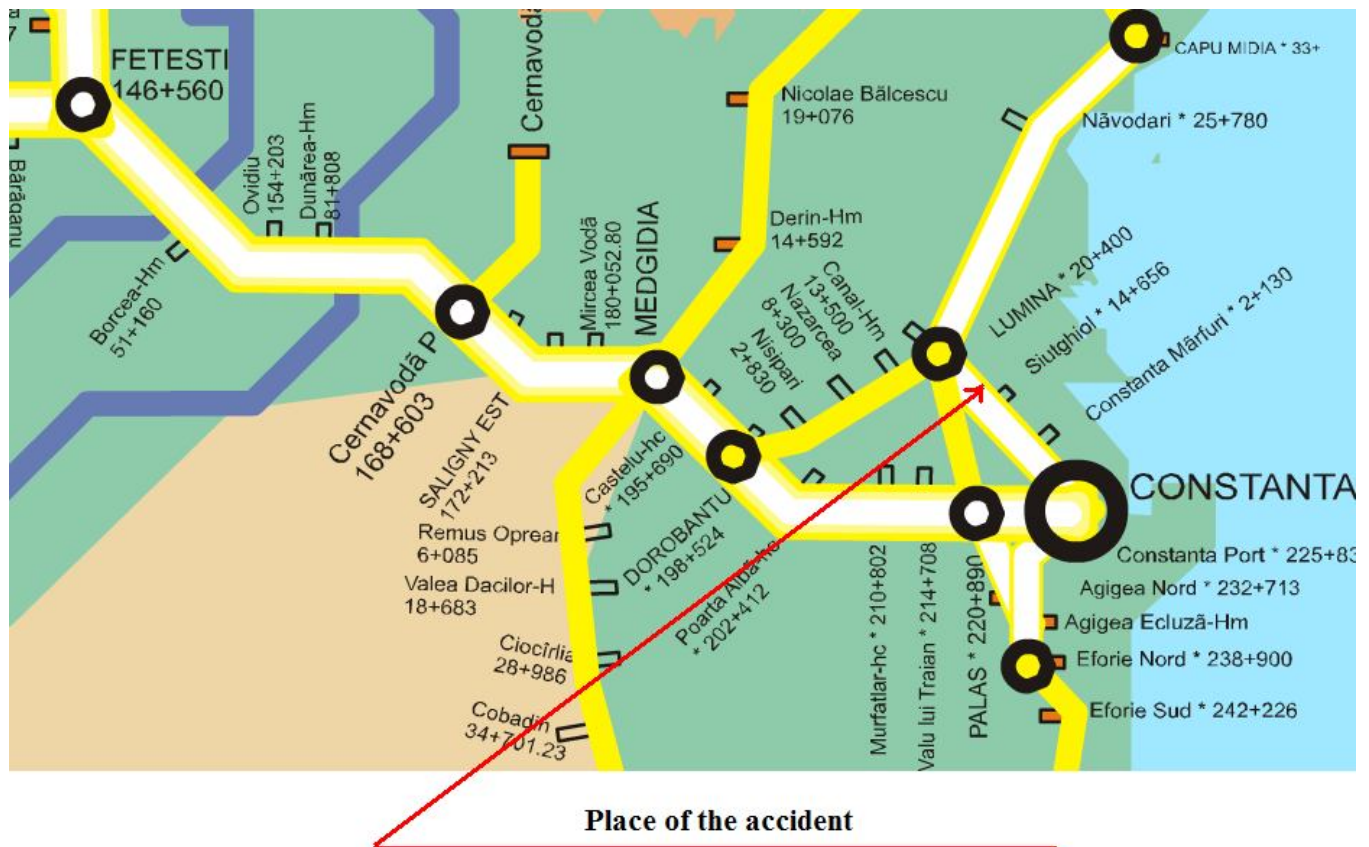 FETESTI
146+560
Cernavodă
CAPU MIDIA * 33+
Nicolae Bălcescu
19+076
Năvodari * 25+780
Bărăganu
Ovidiu
154+203
Dunărea-Hm
81+808
Borcea-Hm
51+160
Mircea Vodă
180+052.80
MEDGIDIA
Derin-Hm
14+592
Canal-Hm
13+500
Nazarcea
8+300
Nisipari
2+830
LUMINA * 20+400
Siutghiol * 14+656
Constanta Mărfuri * 2+130
Cernavodă P
168+603
SALIGNY EST
172+213
Castelu-hc
* 195+690
Remus Oprean
6+085
DOROBANTU
* 198+524
Valea Dacilor-H
18+683
Poarta Albă-hc
* 202+412
Ciocîrlia
28+986
Cobadin
34+701.23
Murfatlar-hc * 210+802
Valu lui Traian * 214+708
PALAS * 220+890
CONSTANTA
Constanta Port * 225+83
Agigea Nord * 232+713
Agigea Ecluză-Hm
Eforie Nord * 238+900
Eforie Sud * 242+226
Place of the accident